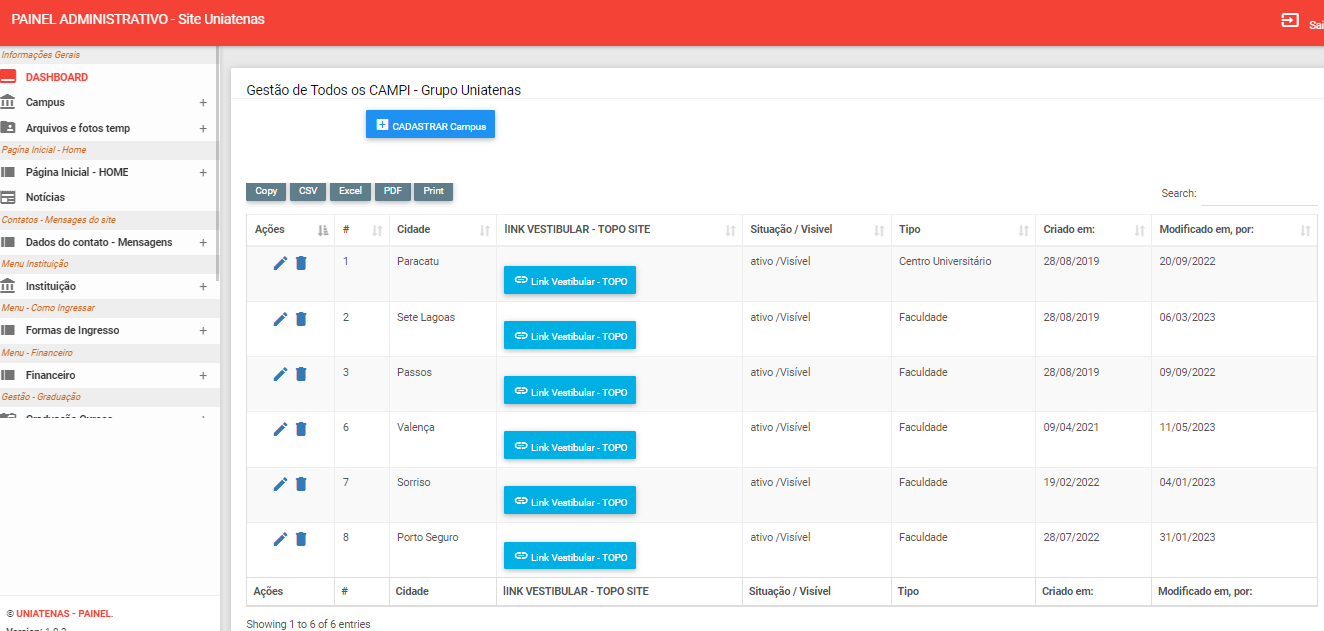 PAINEL ADMINISTRATIVO - Site Uniatenas
Informações Gerais
DASHBOARD
Campus +
Arquivos e fotos temp +
Pagína Inicial - Home
Página Inicial - HOME +
Notícias
Contatos - Mensages do site
Dados do contato - Mensagens +
Menu Instituição
Instituição +
Menu - Como Ingressar
Formas de Ingresso +
Menu - Financeiro
Financeiro +
Gestão - Graduação
© UNIATENAS - PAINEL.
Gestão de Todos os CAMPI - Grupo Uniatenas
CADASTRAR Campus
Copy CSV Excel PDF Print
Search:
Ações # Cidade lINK VESTIBULAR - TOPO SITE Situação / Visivel Tipo Criado em: Modificado em, por:
1 Paracatu Link Vestibular - TOPO ativo /Visível Centro Universitário 28/08/2019 20/09/2022
2 Sete Lagoas Link Vestibular - TOPO ativo /Visível Faculdade 28/08/2019 06/03/2023
3 Passos Link Vestibular - TOPO ativo /Visível Faculdade 28/08/2019 09/09/2022
6 Valença Link Vestibular - TOPO ativo /Visível Faculdade 09/04/2021 11/05/2023
7 Sorriso Link Vestibular - TOPO ativo /Visível Faculdade 19/02/2022 04/01/2023
8 Porto Seguro Link Vestibular - TOPO ativo /Visível Faculdade 28/07/2022 31/01/2023
Ações # Cidade lINK VESTIBULAR - TOPO SITE Situação / Visível Tipo Criado em: Modificado em, por:
Showing 1 to 6 of 6 entries